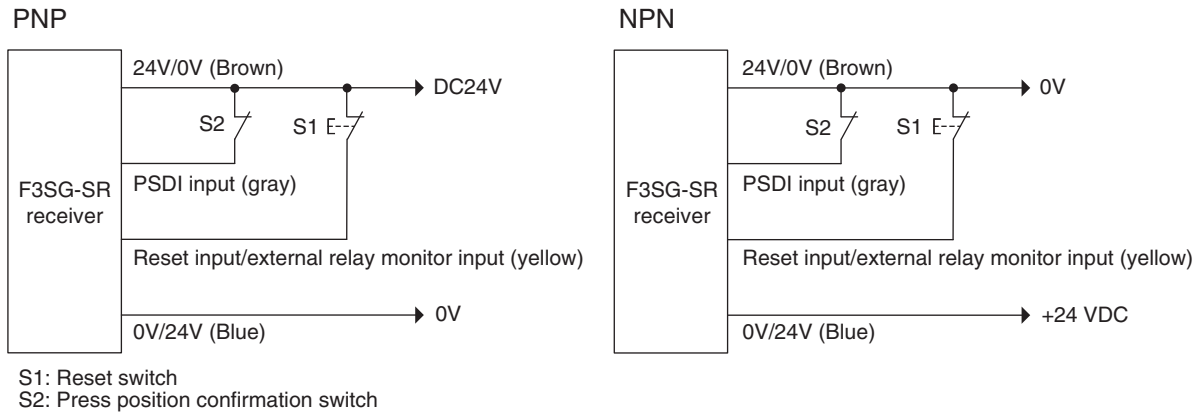 PNP
24V/0V (Brown)
DC24V
S2
S1
F3SG-SR
receiver
PSDI input (gray)
Reset input/external relay monitor input (yellow)
0V
0V/24V (Blue)
S1: Reset switch
S2: Press position confirmation switch
NPN
24V/0V (Brown)
0V
S2
S1
F3SG-SR
receiver
PSDI input (gray)
Reset input/external relay monitor input (yellow)
+24 VDC
0V/24V (Blue)